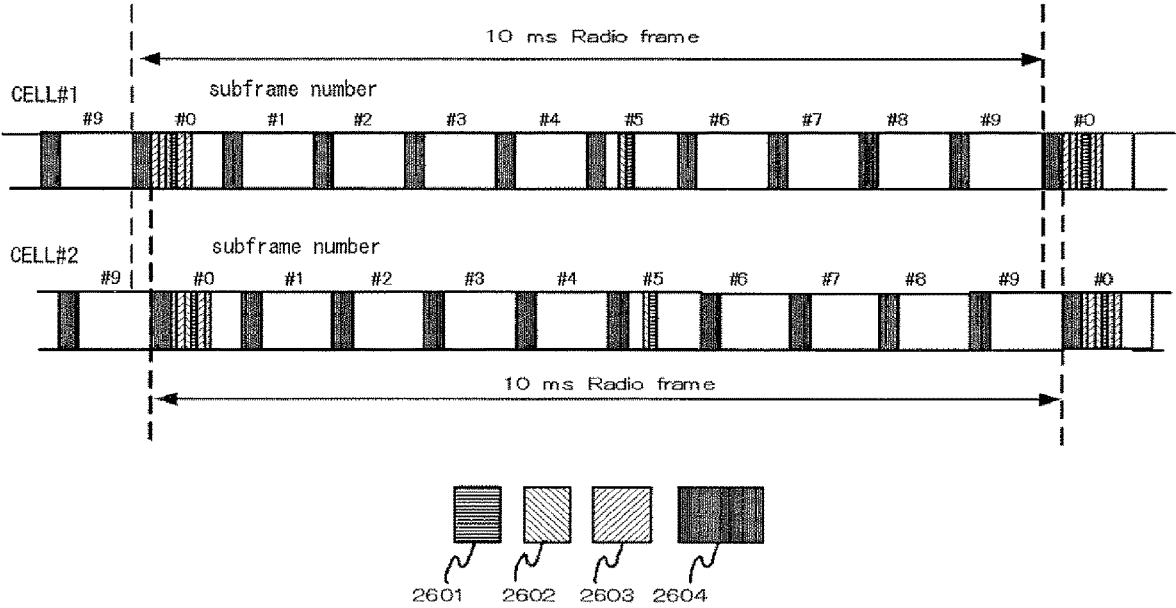 10 ms Radio frame
CELL#1
subframe number
#9 #0 #1 #2 #3 #4 #5 #6 #7 #8 #9 #0
CELL#2
subframe number
#9 #0 #1 #2 #3 #4 #5 #6 #7 #8 #9 #0
10 ms Radio frame
2601 2602 2603 2604